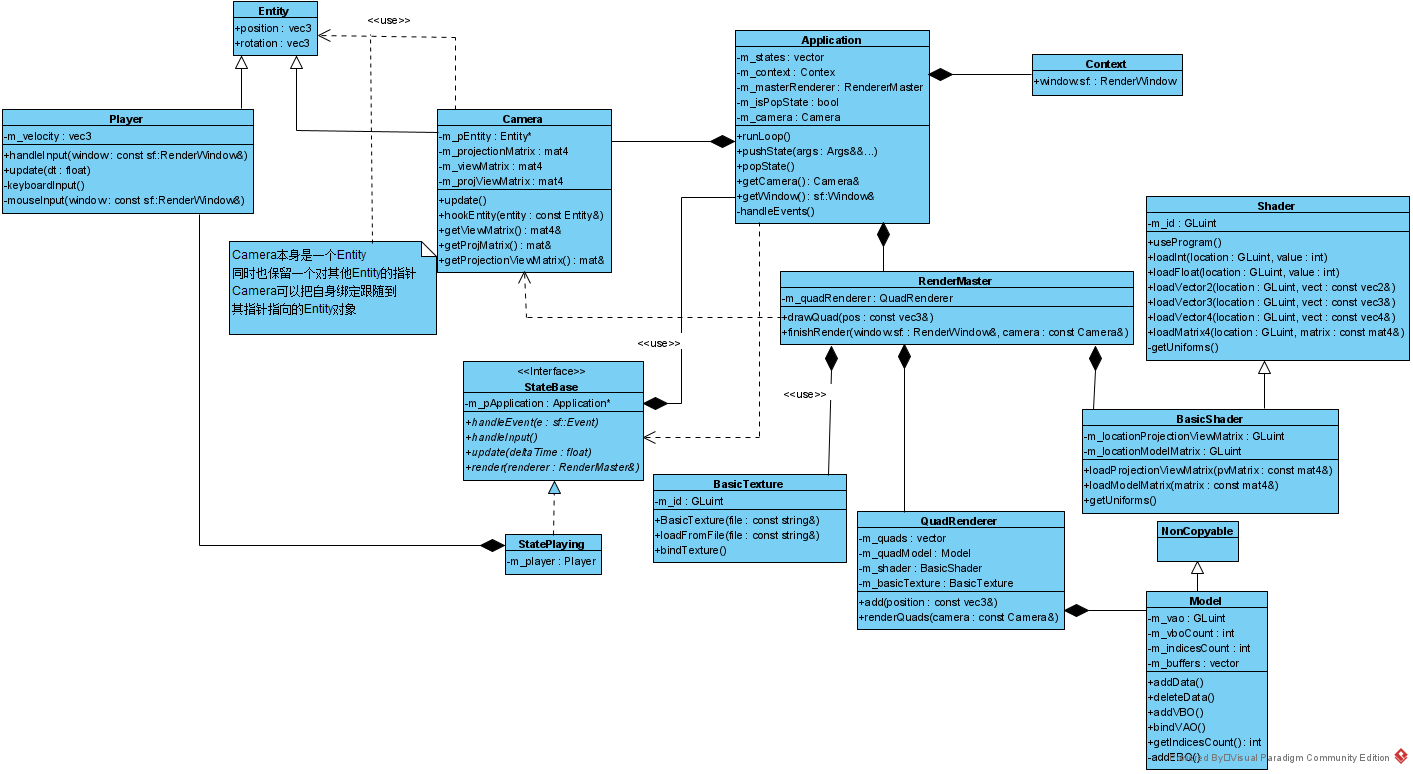 Entity
+position : vec3
+rotation : vec3
<<use>>
Application
-m_states : vector
-m_context : Contex
-m_masterRenderer : RendererMaster
-m_isPopState : bool
-m_camera : Camera
+runLoop()
+pushState(args : Args&&...)
+popState()
+getCamera() : Camera&
+getWindow() : sf::Window&
-handleEvents()
Context
+window.sf: : RenderWindow
Player
-m_velocity : vec3
+handleInput(window : const sf::RenderWindow&)
+update(dt : float)
-keyboardInput()
-mouseInput(window : const sf::RenderWindow&)
Camera
-m_pEntity : Entity*
-m_projectionMatrix : mat4
-m_viewMatrix : mat4
-m_projViewMatrix : mat4
+update()
+hookEntity(entity : const Entity&)
+getViewMatrix() : mat4&
+getProjMatrix() : mat&
+getProjectionViewMatrix() : mat&
Camera本身是一个Entity
同时也保留一个对其他Entity的指针
Camera可以把自身绑定跟随到
其指针指向的Entity对象
Shader
-m_id : GLuint
+useProgram()
+loadInt(location : GLuint, value : int)
+loadFloat(location : GLuint, value : int)
+loadVector2(location : GLuint, vect : const vec2&)
+loadVector3(location : GLuint, vect : const vec3&)
+loadVector4(location : GLuint, vect : const vec4&)
+loadMatrix4(location : GLuint, matrix : const mat4&)
-getUniforms()
RenderMaster
-m_quadRenderer : QuadRenderer
+drawQuad(pos : const vec3&)
+finishRender(window.sf: : RenderWindow&, camera : const Camera&)
<<use>>
<<Interface>>
StateBase
-m_pApplication : Application*
+handleEvent(e : sf::Event)
+handleInput()
+update(deltaTime : float)
+render(renderer : RenderMaster&)
<<use>>
BasicShader
-m_locationProjectionViewMatrix : GLuint
-m_locationModelMatrix : GLuint
+loadProjectionViewMatrix(pvMatrix : const mat4&)
+loadModelMatrix(matrix : const mat4&)
+getUniforms()
BasicTexture
-m_id : GLuint
+BasicTexture(file : const string&)
+loadFromFile(file : const string&)
+bindTexture()
QuadRenderer
-m_quads : vector
-m_quadModel : Model
-m_shader : BasicShader
-m_basicTexture : BasicTexture
+add(position : const vec3&)
+renderQuads(camera : const Camera&)
StatePlaying
-m_player : Player
NonCopyable
Model
-m_vao : GLuint
-m_vboCount : int
-m_indicesCount : int
-m_buffers : vector
+addData()
+deleteData()
+addVBO()
+bindVAO()
+getIndicesCount() : int
-addEBO()
Visual Paradigm Community Edition